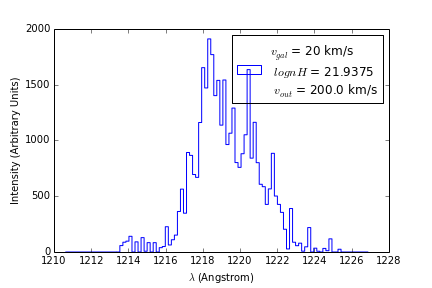 2000
1500
1000
500
0
1210 1212 1214 1216 1218 1220 1222 1224 1226 1228
Intensity (Arbitrary Units)
λ (Angstrom)
v_gal = 20 km/s
lognH = 21.9375
v_out = 200.0 km/s